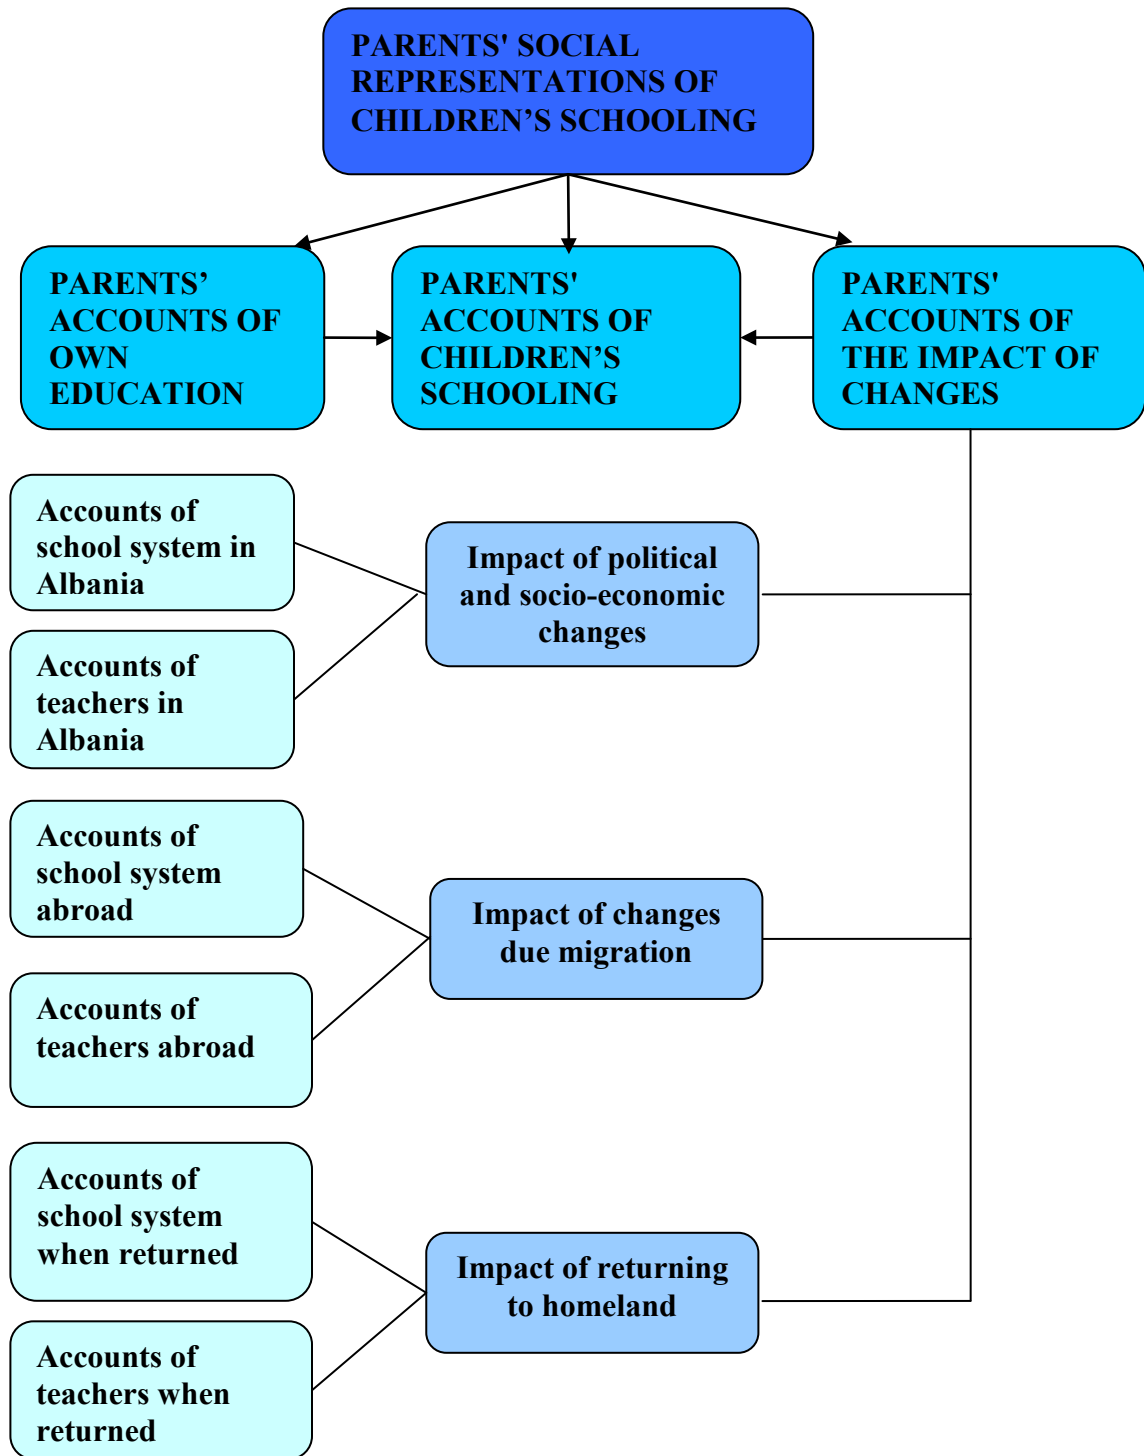 PARENTS' SOCIAL
REPRESENTATIONS OF
CHILDREN’S SCHOOLING
PARENTS’
ACCOUNTS OF
OWN
EDUCATION
PARENTS'
ACCOUNTS OF
CHILDREN’S
SCHOOLING
PARENTS'
ACCOUNTS OF
THE IMPACT OF
CHANGES
Accounts of
school system in
Albania
Accounts of
teachers in
Albania
Impact of political
and socio-economic
changes
Accounts of
school system
abroad
Accounts of
teachers abroad
Impact of changes
due migration
Accounts of
school system
when returned
Accounts of
teachers when
returned
Impact of returning
to homeland